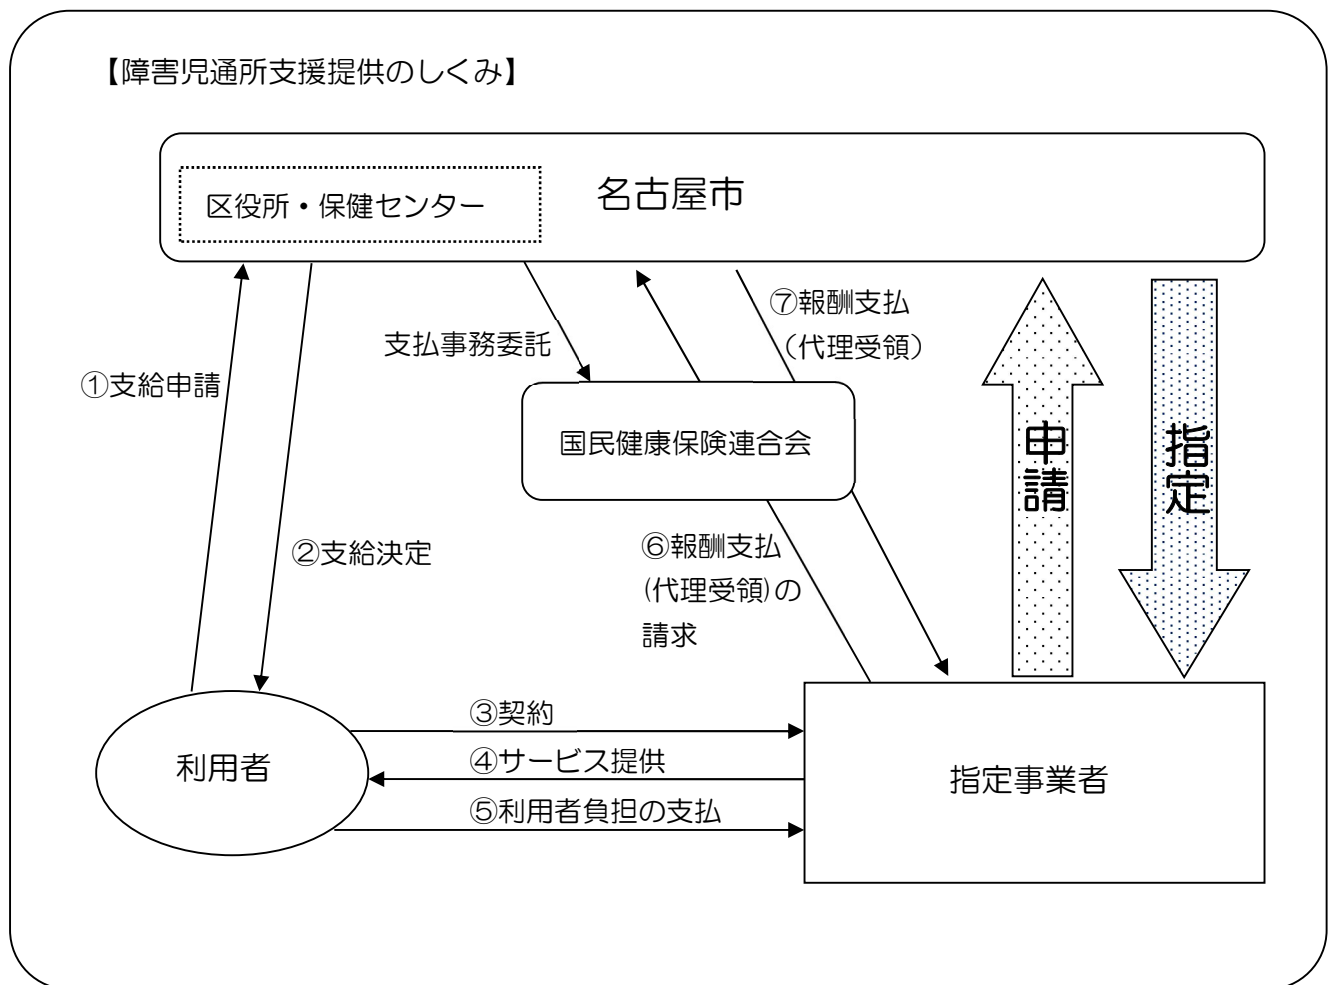 【障害児通所支援提供のしくみ】
区役所・保健センター
名古屋市
⑦報酬支払
（代理受領）
支払事務委託
①支給申請
国民健康保険連合会
申請
指定
②支給決定
⑥報酬支払
(代理受領)の
請求
③契約
④サービス提供
利用者
指定事業者
⑤利用者負担の支払